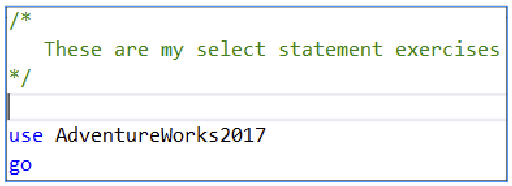 /*
These are my select statement exercises
*/
use AdventureWorks2017
go